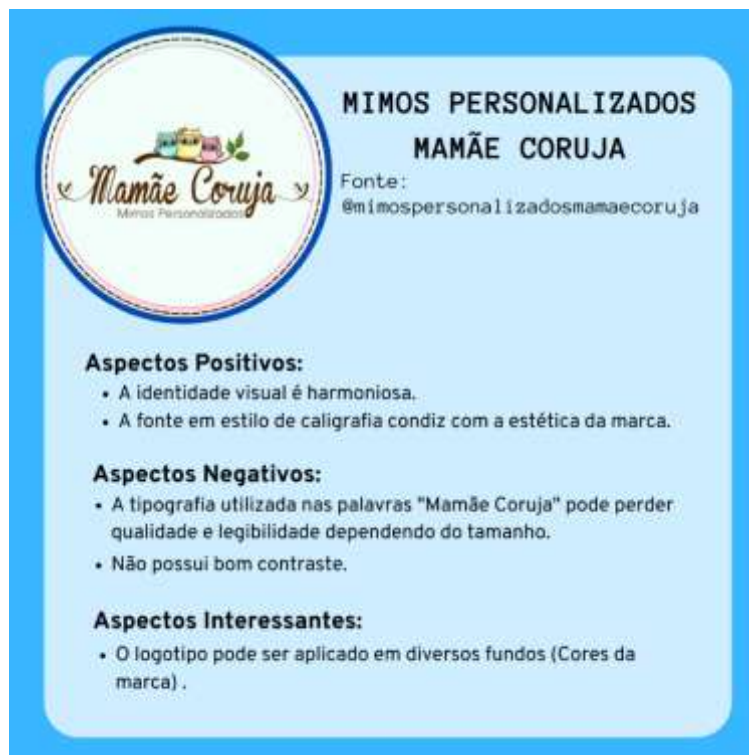 Mamãe Coruja
Mimos Personalizados
MIMOS PERSONALIZADOS
MAMÃE CORUJA
Fonte:
@mimospersonalizadosmamaecoruja
Aspectos Positivos:
• A identidade visual é harmoniosa.
• A fonte em estilo de caligrafia condiz com a estética da marca.
Aspectos Negativos:
• A tipografia utilizada nas palavras "Mamãe Coruja" pode perder
qualidade e legibilidade dependendo do tamanho.
• Não possui bom contraste.
Aspectos Interessantes:
• O logotipo pode ser aplicado em diversos fundos (Cores da
marca) .